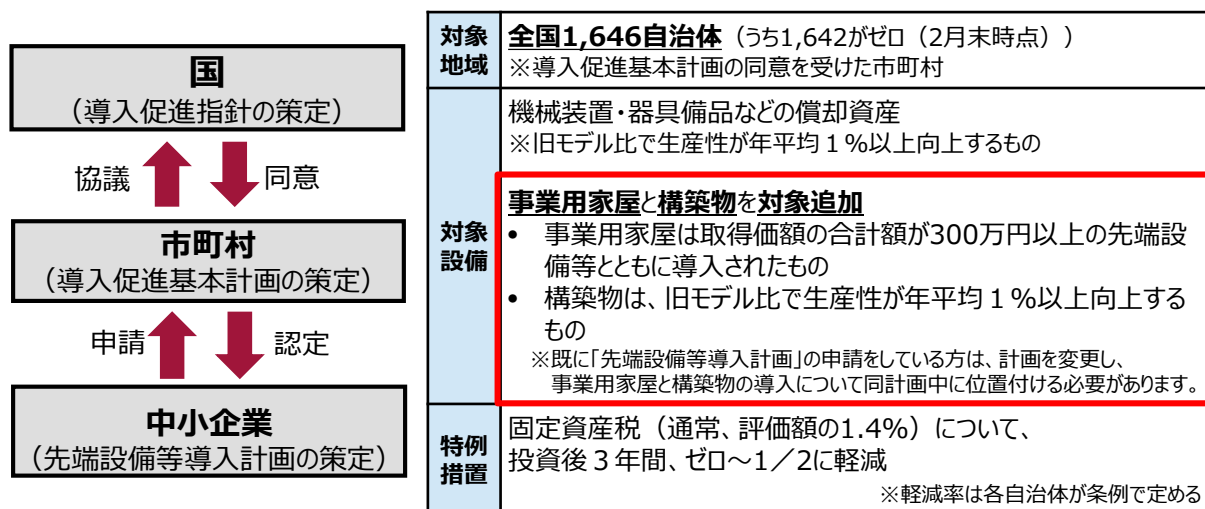 国
（導入促進指針の策定）
協議
同意
市町村
（導入促進基本計画の策定）
申請
認定
中小企業
（先端設備等導入計画の策定）
対象
地域
全国1,646自治体（うち1,642がゼロ（2月末時点））
※導入促進基本計画の同意を受けた市町村
対象
設備
機械装置・器具備品などの償却資産
※旧モデル比で生産性が年平均１%以上向上するもの
事業用家屋と構築物を対象追加
• 事業用家屋は取得価額の合計額が300万円以上の先端設
備等とともに導入されたもの
• 構築物は、旧モデル比で生産性が年平均１%以上向上する
もの
※既に「先端設備等導入計画」の申請をしている方は、計画を変更し、
事業用家屋と構築物の導入について同計画中に位置付ける必要があります。
特例
措置
固定資産税（通常、評価額の1.4%）について、
投資後３年間、ゼロ～1／2に軽減
※軽減率は各自治体が条例で定める